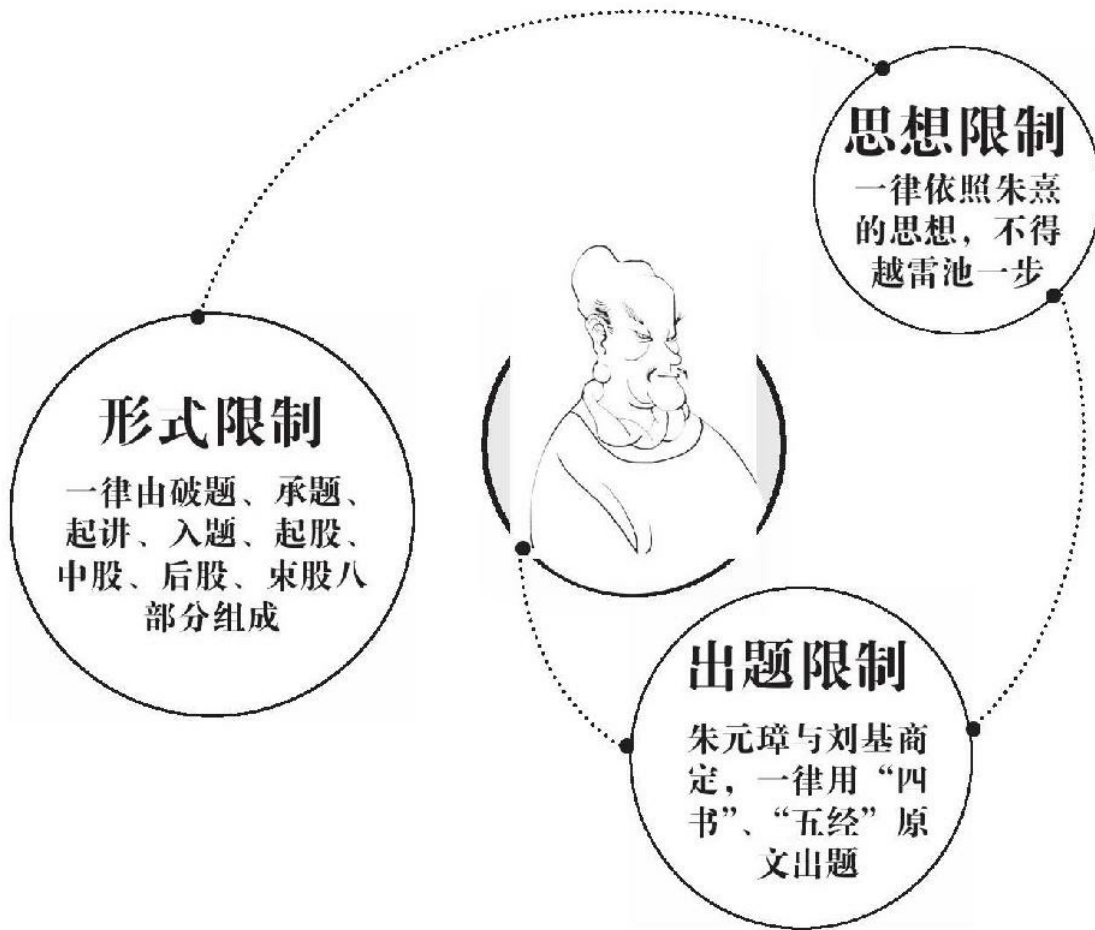 思想限制
一律依照朱熹
的思想，不得
越雷池一步
形式限制
一律由破题、承题、
起讲、入题、起股、
中股、后股、束股八
部分组成
出题限制
朱元璋与刘基商
定，一律用“四
书”、“五经”原
文出题